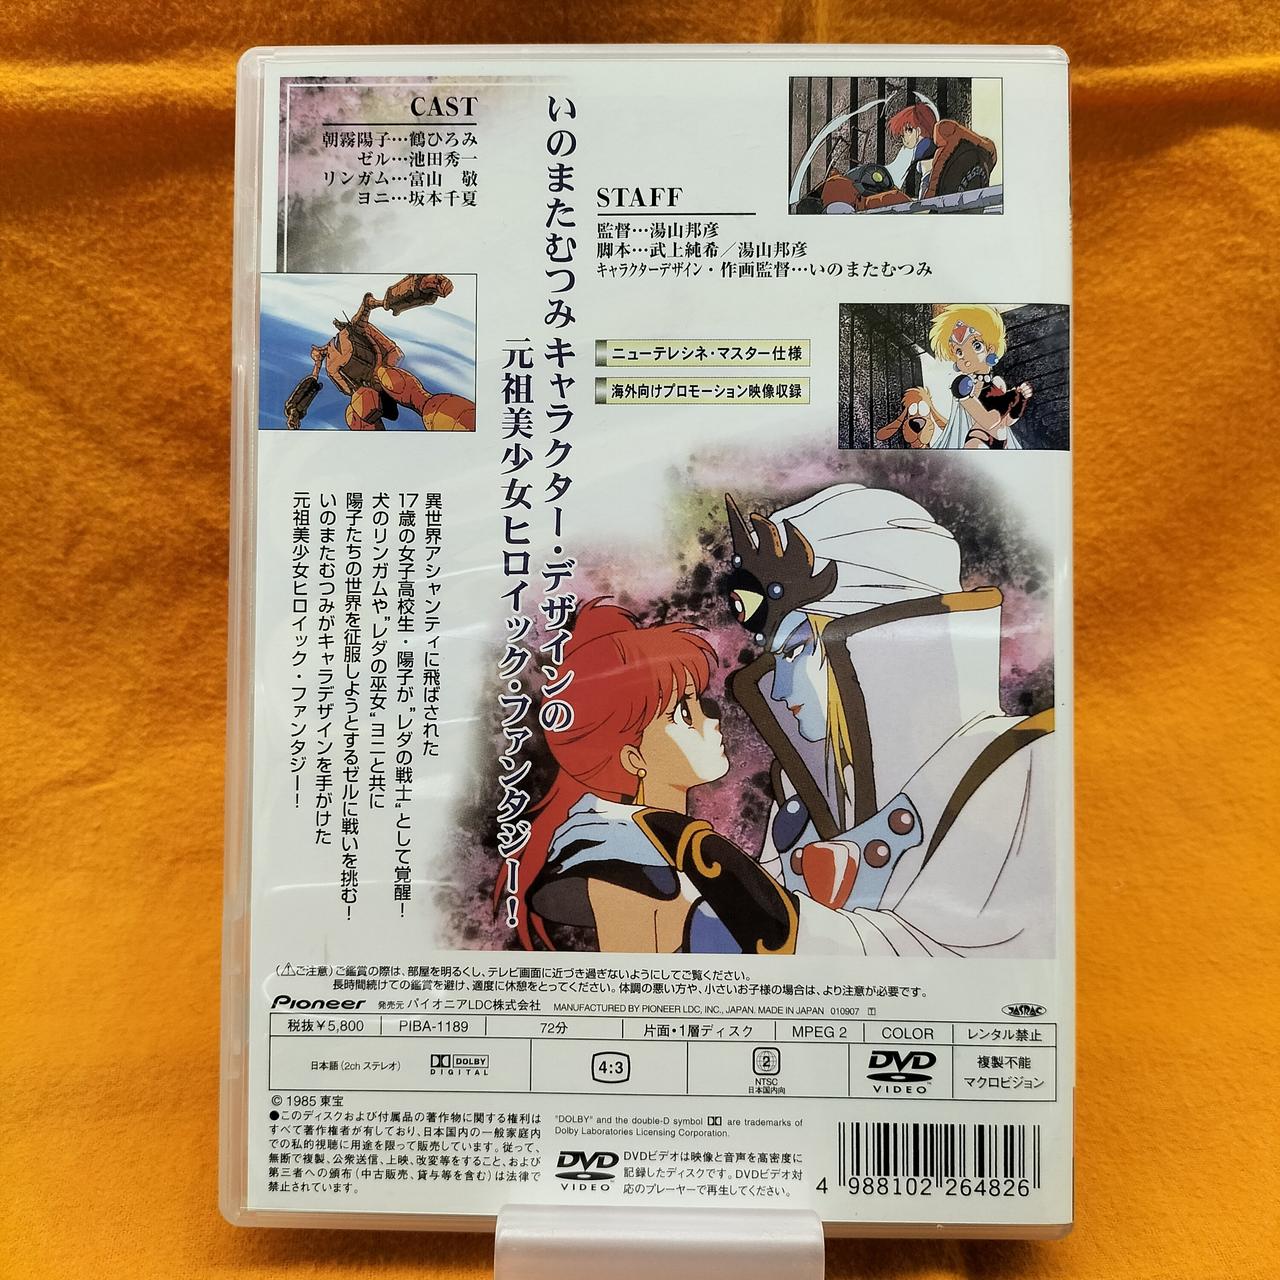 CAST
朝霧陽子…鶴ひろみ
ゼル…池田秀一
リンガム…富山 敬
ヨニ…坂本千夏
いのまたむつみキャラクター・デザインの
元祖美少女ヒロイック・ファンタジー!
STAFF
監督…湯山邦彦
脚本…武上純希/湯山邦彦
キャラクターデザイン・作画監督…いのまたむつみ
ニューテレシネ・マスター仕様
海外向けプロモーション映像収録
異世界アシャンティに飛ばされた
17歳の女子高校生・陽子が"レダの戦士"として覚醒!
犬のリンガムや"レダの巫女"ヨニと共に
陽子たちの世界を征服しようとするゼルに戦いを挑む!
いのまたむつみがキャラデザインを手がけた
元祖美少女ヒロイック・ファンタジー!
(⚠ご注意)ご鑑賞の際は、部屋を明るくし、テレビ画面に近づき過ぎないようにしてご覧ください。
長時間続けての鑑賞を避け、適度に休憩をとってください。体調の悪い方や、小さいお子様の場合は、より注意が必要です。
Pioneer 発売元 パイオニアLDC株式会社 MANUFACTURED BY PIONEER LDC, INC., JAPAN. MADE IN JAPAN 010907 T JASRAC
税抜¥5,800 PIBA-1189 72分 片面・1層ディスク MPEG 2 COLOR レンタル禁止
日本語(2ch ステレオ) DOLBY DIGITAL 4:3 2 NTSC 日本国内向 DVD VIDEO 複製不能 マクロビジョン
© 1985 東宝
●このディスクおよび付属品の著作物に関する権利は
すべて著作権者が有しており、日本国内の一般家庭内
での私的視聴に用途を限って販売しています。従って、
無断で複製、公衆送信、上映、改変等をすること、および
第三者への頒布(中古販売、貸与等を含む)は法律で
禁止されています。
"DOLBY" and the double-D symbol are trademarks of
Dolby Laboratories Licensing Corporation.
DVD VIDEO
DVDビデオは映像と音声を高密度に
記録したディスクです。DVDビデオ対
応のプレーヤーで再生してください。
4 988102 264826